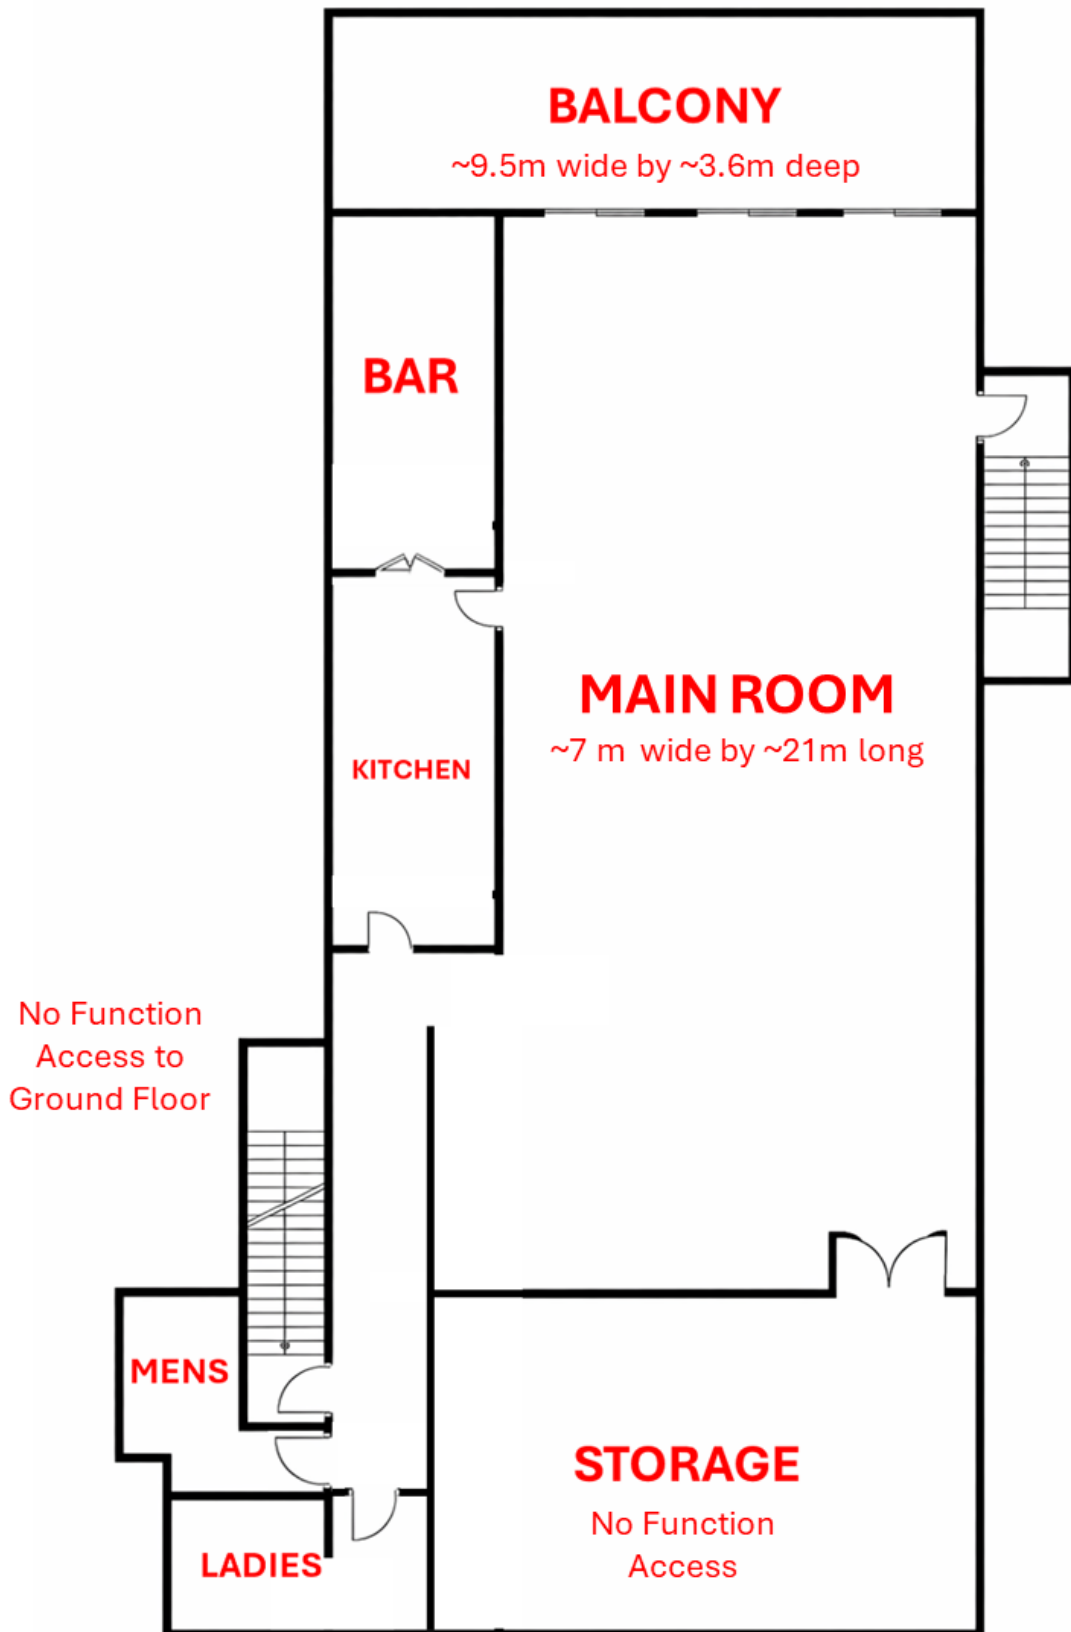 BALCONY
~9.5m wide by ~3.6m deep
BAR
MAIN ROOM
~7 m  wide by ~21m long
KITCHEN
No Function
Access to
Ground Floor
MENS
STORAGE
No Function
Access
LADIES